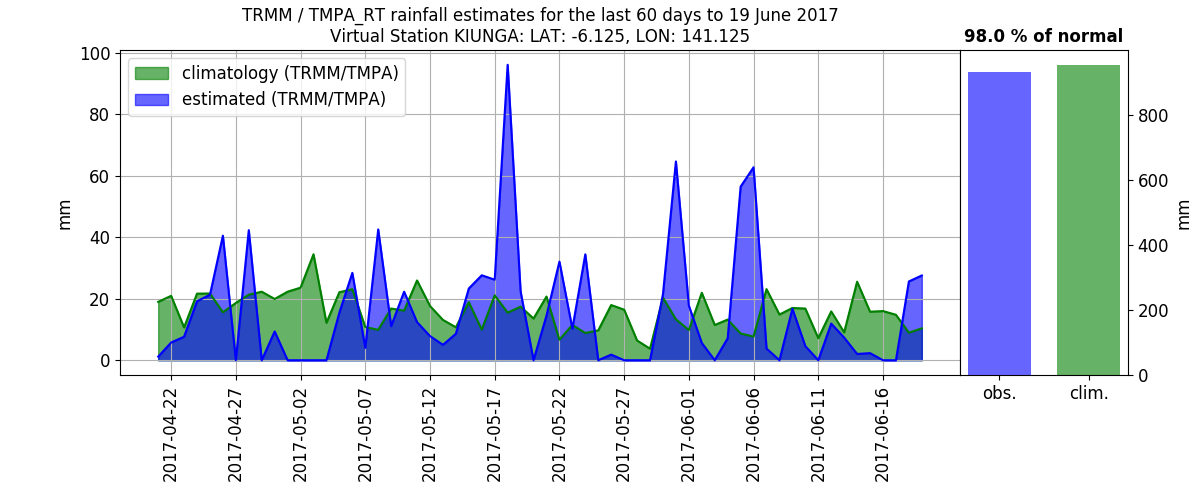 TRMM / TMPA_RT rainfall estimates for the last 60 days to 19 June 2017
Virtual Station KIUNGA: LAT: -6.125, LON: 141.125
98.0 % of normal
climatology (TRMM/TMPA)
estimated (TRMM/TMPA)
100
80
60
40
20
0
mm
2017-04-22
2017-04-27
2017-05-02
2017-05-07
2017-05-12
2017-05-17
2017-05-22
2017-05-27
2017-06-01
2017-06-06
2017-06-11
2017-06-16
800
600
400
200
0
mm
obs.
clim.